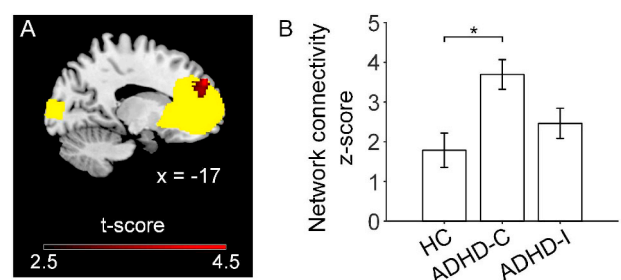 A
x = -17
t-score
2.5 4.5
B
Network connectivity
z-score
5
4
3
2
1
0
*
HC
ADHD-C
ADHD-I